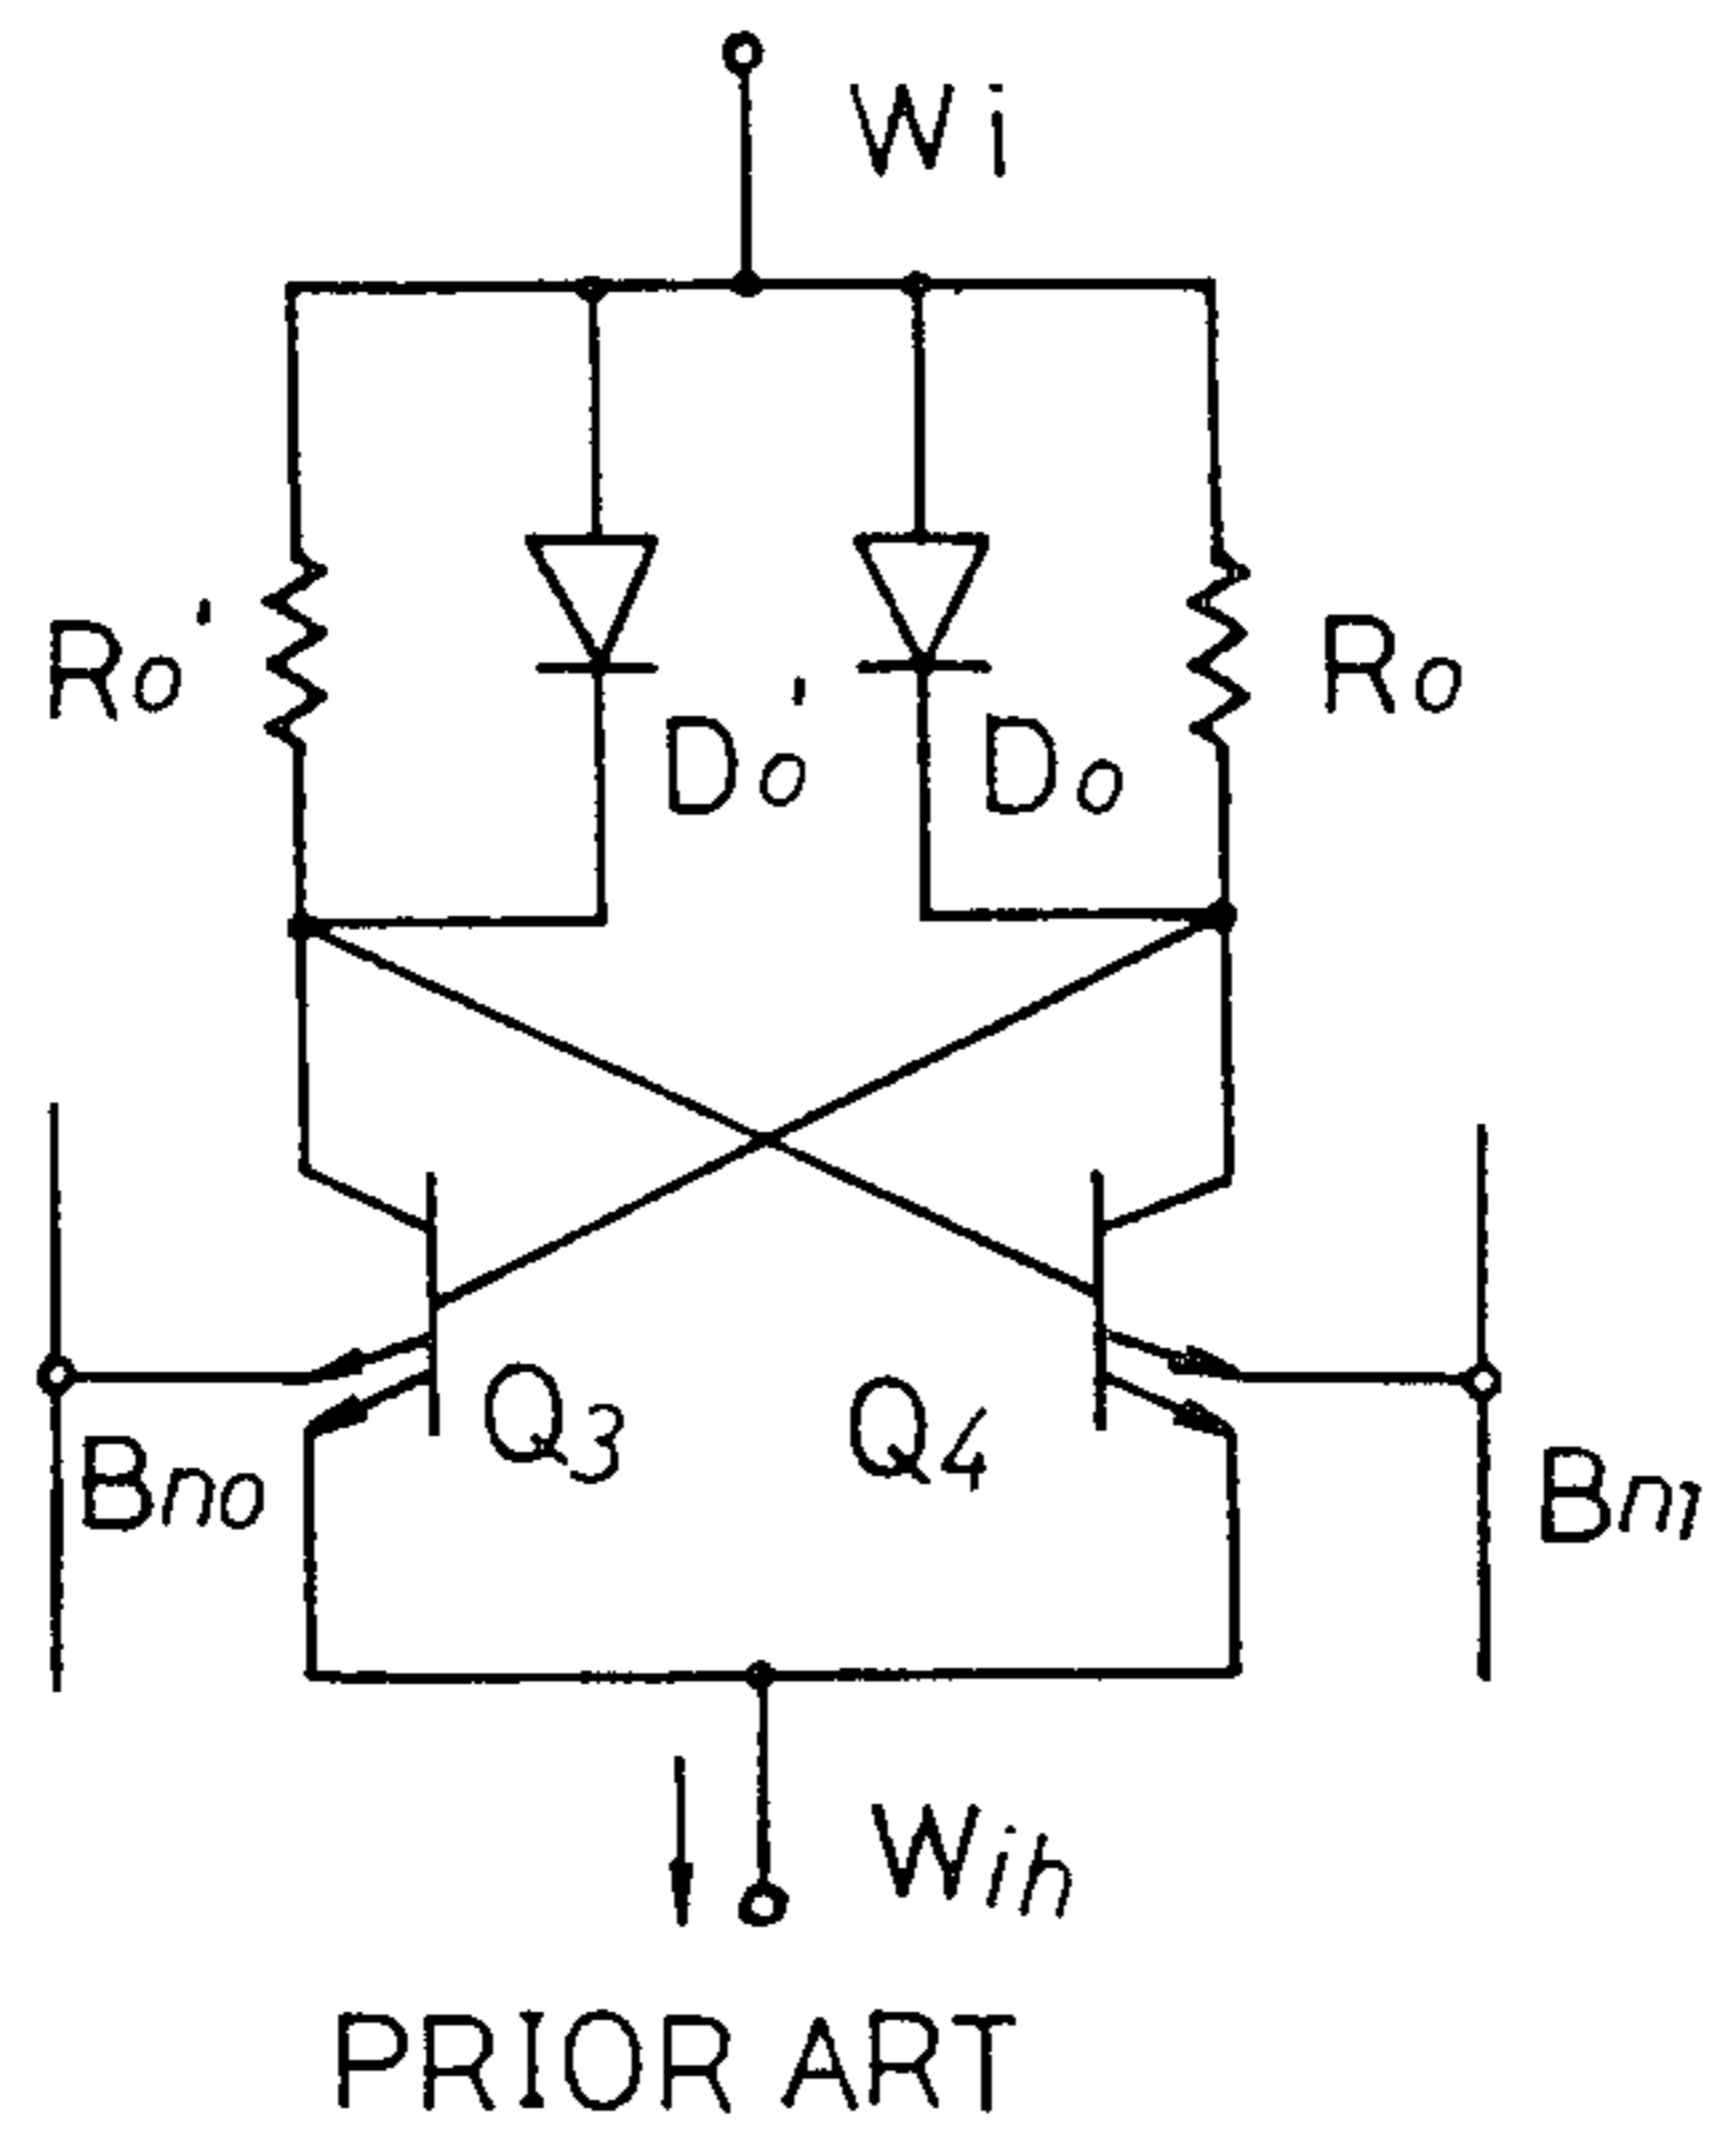 Wi
Ro'
Do'
Do
Ro
Q3
Q4
Bno
Bn1
Wih
PRIOR ART